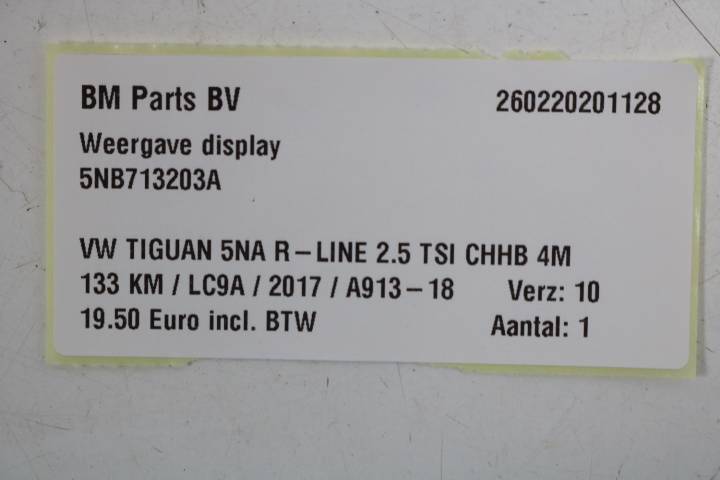 BM Parts BV 260220201128
Weergave display
5NB713203A
VW TIGUAN 5NA R-LINE 2.5 TSI CHHB 4M
133 KM / LC9A / 2017 / A913-18 Verz: 10
19.50 Euro incl. BTW Aantal: 1